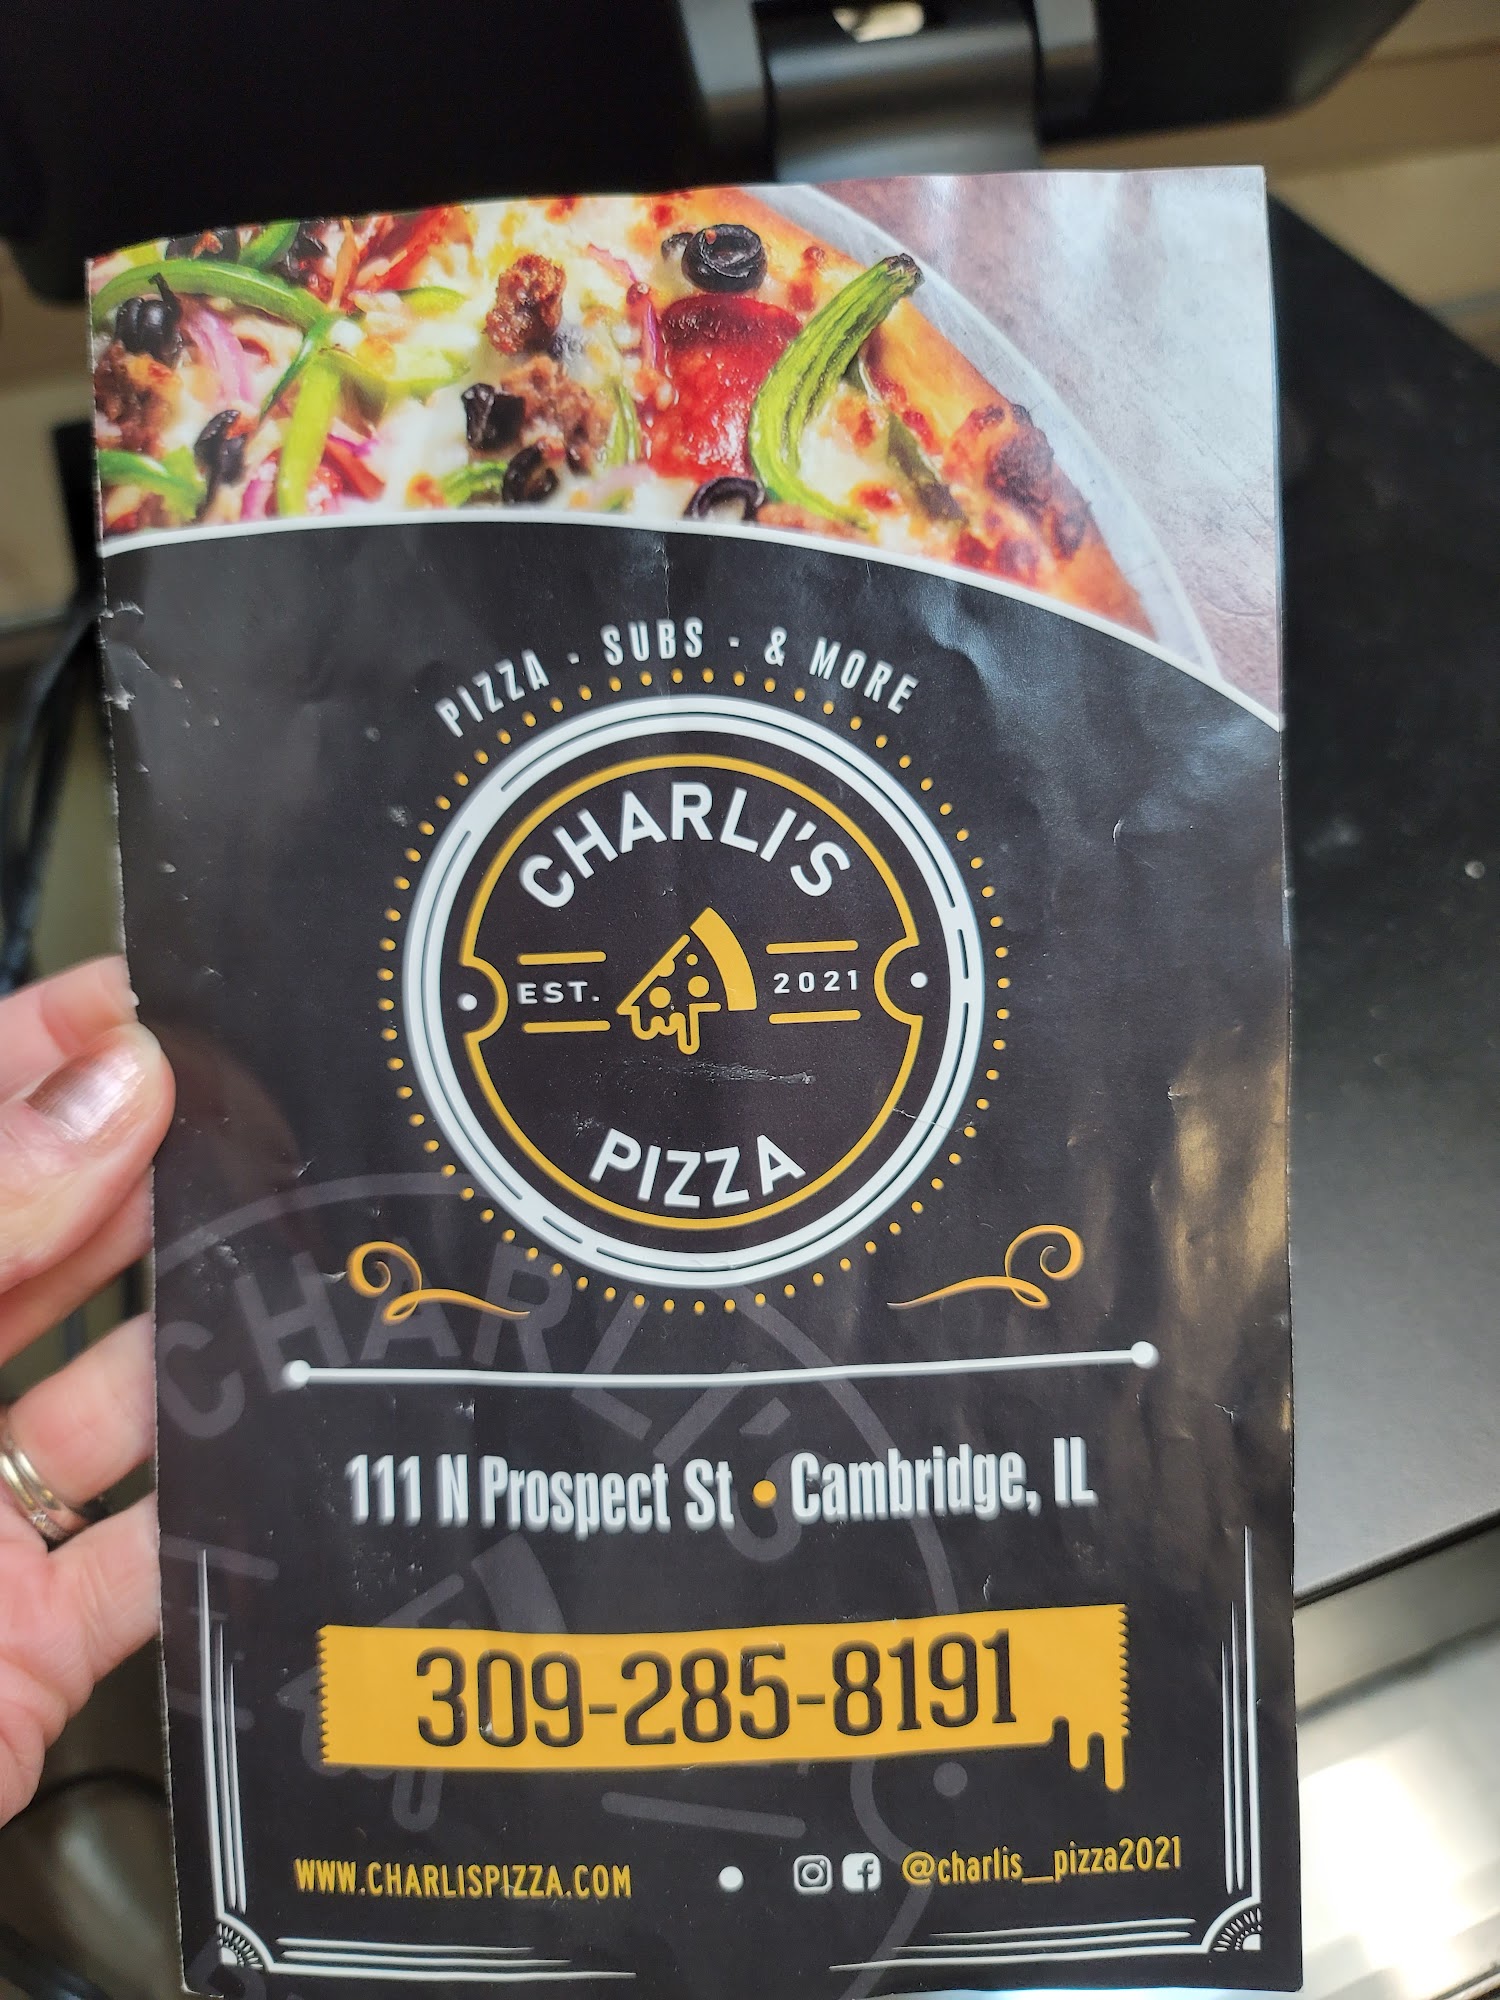 PIZZA - SUBS - & MORE
CHARLI'S
EST. 2021
PIZZA
CHARLI'S
111 N Prospect St • Cambridge, IL
309-285-8191
WWW.CHARLISPIZZA.COM • @charlis__pizza2021